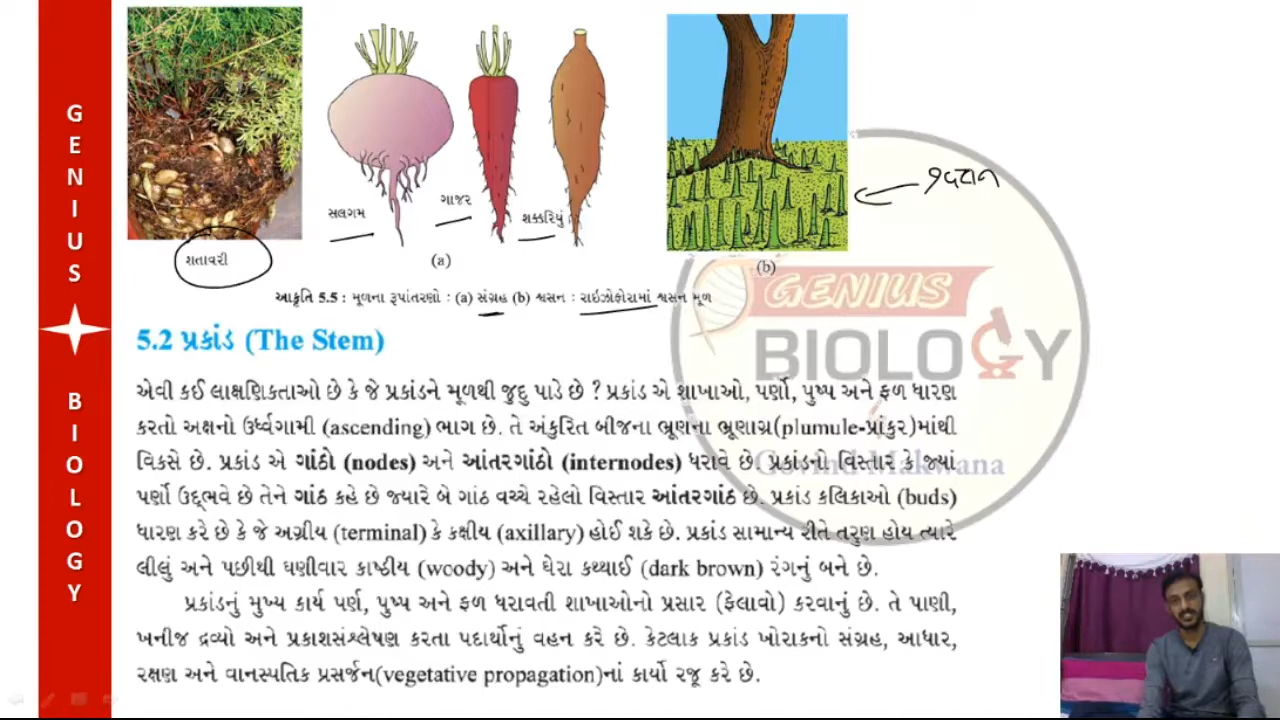 GENIUS BIOLOGY
સલગમ
ગાજર
શક્કરિયું
શતાવરી
(a)
(b)
આકૃતિ 5.5 : મૂળના રૂપાંતરણો : (a) સંગ્રહ (b) શ્વસન : રાઇઝોફોરામાં શ્વસન મૂળ
GENIUS
BIOLOGY
Govind Makwana
5.2 પ્રકાંડ (The Stem)
એવી કઈ લાક્ષણિકતાઓ છે કે જે પ્રકાંડને મૂળથી જુદુ પાડે છે ? પ્રકાંડ એ શાખાઓ, પર્ણો, પુષ્પ અને ફળ ધારણ
કરતો અક્ષનો ઉર્ધ્વગામી (ascending) ભાગ છે. તે અંકુરિત બીજના ભ્રૂણના ભ્રૂણાગ્ર(plumule-પ્રાંકુર)માંથી
વિકસે છે. પ્રકાંડ એ ગાંઠો (nodes) અને આંતરગાંઠો (internodes) ધરાવે છે. પ્રકાંડનો વિસ્તાર કે જ્યાં
પર્ણો ઉદ્ભવે છે તેને ગાંઠ કહે છે જ્યારે બે ગાંઠ વચ્ચે રહેલો વિસ્તાર આંતરગાંઠ છે. પ્રકાંડ કલિકાઓ (buds)
ધારણ કરે છે કે જે અગ્રીય (terminal) કે કક્ષીય (axillary) હોઈ શકે છે. પ્રકાંડ સામાન્ય રીતે તરુણ હોય ત્યારે
લીલું અને પછીથી ઘણીવાર કાષ્ઠીય (woody) અને ઘેરા કથ્થાઈ (dark brown) રંગનું બને છે.
પ્રકાંડનું મુખ્ય કાર્ય પર્ણ, પુષ્પ અને ફળ ધરાવતી શાખાઓનો પ્રસાર (ફેલાવો) કરવાનું છે. તે પાણી,
ખનીજ દ્રવ્યો અને પ્રકાશસંશ્લેષણ કરતા પદાર્થોનું વહન કરે છે. કેટલાક પ્રકાંડ ખોરાકનો સંગ્રહ, આધાર,
રક્ષણ અને વાનસ્પતિક પ્રસર્જન(vegetative propagation)નાં કાર્યો રજૂ કરે છે.